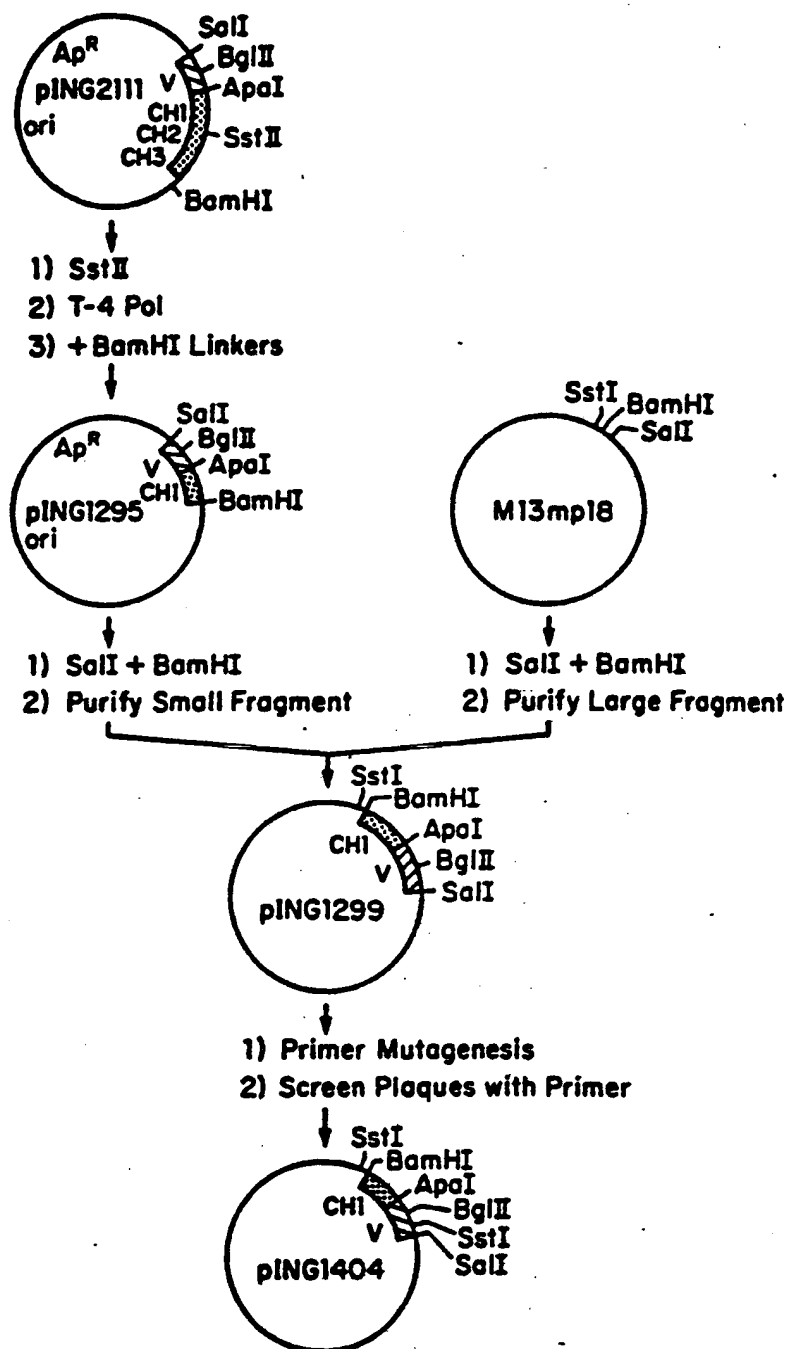 SalI
BglII
ApaI
SstII
BamHI
Ap^R
pING2111
ori
V
CH1
CH2
CH3
1) SstII
2) T-4 Pol
3) +BamHI Linkers
SalI
BglII
ApaI
BamHI
Ap^R
V
CH1
pING1295
ori
SstI
BamHI
SalI
M13mp18
1) SalI + BamHI
2) Purify Small Fragment
1) SalI + BamHI
2) Purify Large Fragment
SstI
BamHI
ApaI
BglII
SalI
CH1
V
pING1299
1) Primer Mutagenesis
2) Screen Plaques with Primer
SstI
BamHI
ApaI
BglII
SstI
SalI
CH1
V
pING1404